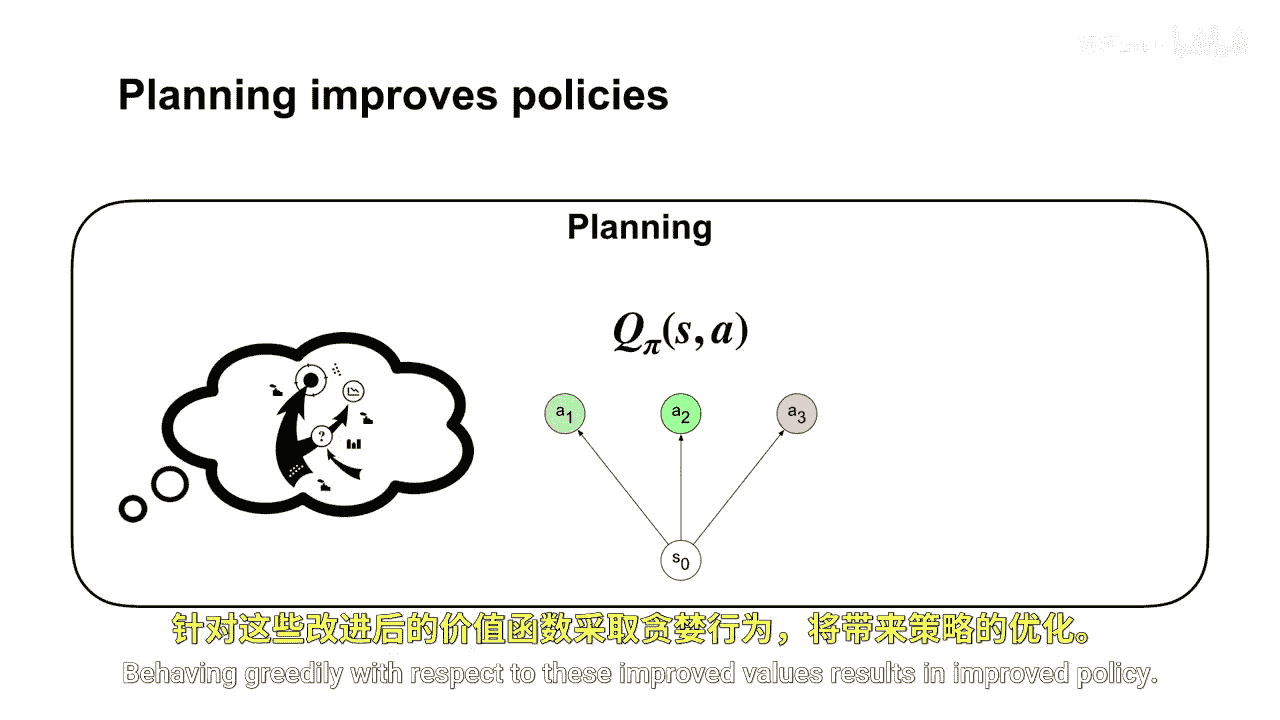 Planning improves policies
Planning
Qπ(s, a)
?
a1 a2 a3
s0
针对这些改进后的价值函数采取贪婪行为，将带来策略的优化。
Behaving greedily with respect to these improved values results in improved policy.